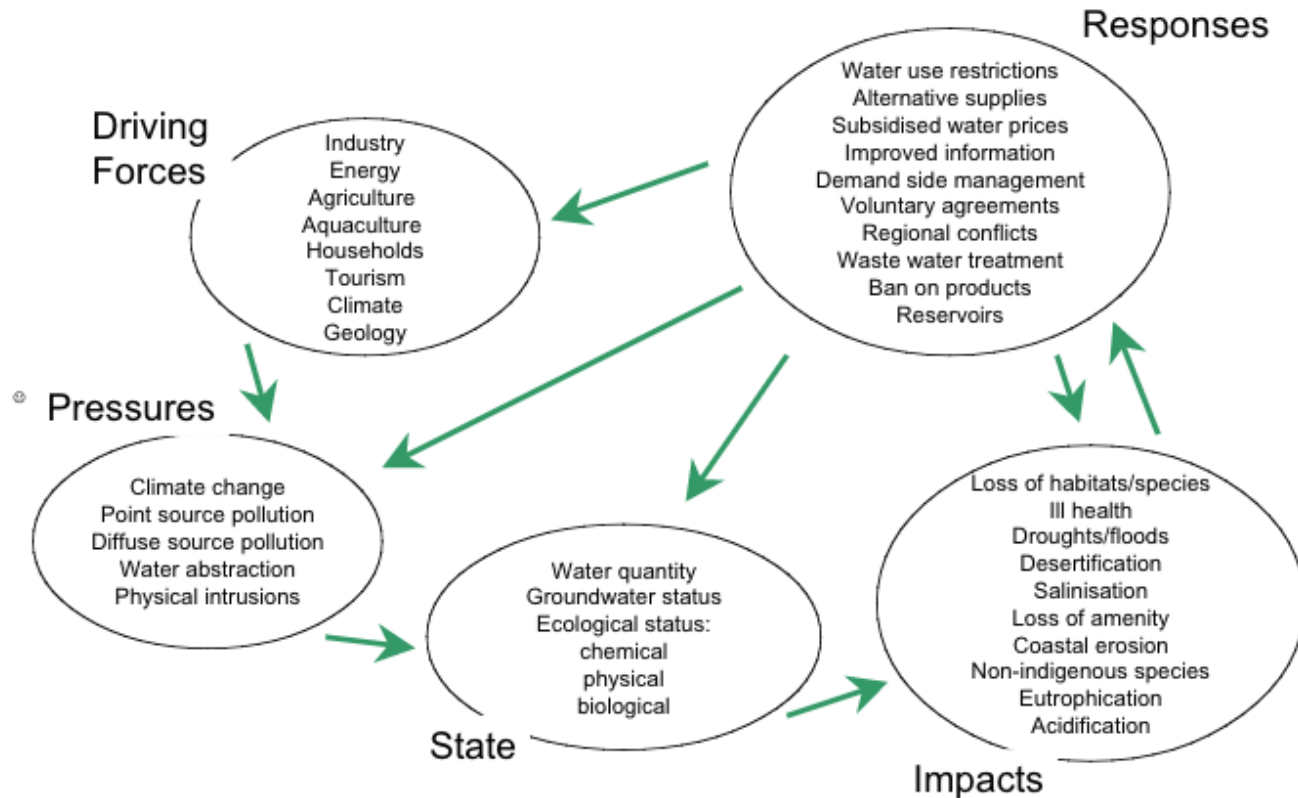 Responses
Water use restrictions
Alternative supplies
Subsidised water prices
Improved information
Demand side management
Voluntary agreements
Regional conflicts
Waste water treatment
Ban on products
Reservoirs
Driving
Forces
Industry
Energy
Agriculture
Aquaculture
Households
Tourism
Climate
Geology
Pressures
Climate change
Point source pollution
Diffuse source pollution
Water abstraction
Physical intrusions
Water quantity
Groundwater status
Ecological status:
chemical
physical
biological
State
Loss of habitats/species
Ill health
Droughts/floods
Desertification
Salinisation
Loss of amenity
Coastal erosion
Non-indigenous species
Eutrophication
Acidification
Impacts